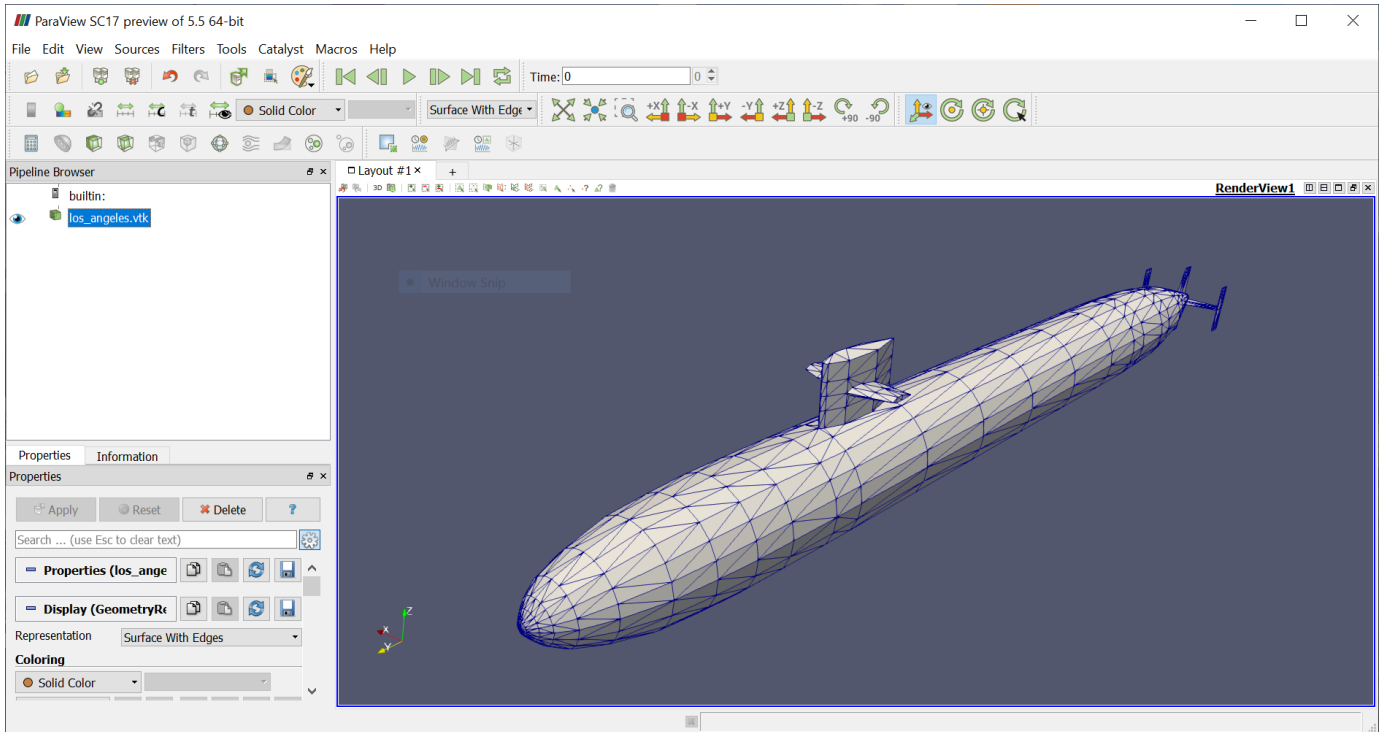 ParaView SC17 preview of 5.5 64-bit
File Edit View Sources Filters Tools Catalyst Macros Help
Time: 0 0
Solid Color Surface With Edge +X -X +Y -Y +Z -Z +90 -90
Pipeline Browser
Layout #1 × +
3D RenderView1
builtin:
los_angeles.vtk
Window Snip
Properties Information
Properties
Apply Reset Delete ?
Search ... (use Esc to clear text)
Properties (los_ange
Display (GeometryRe
Representation Surface With Edges
Coloring
Solid Color
Z
X
Y